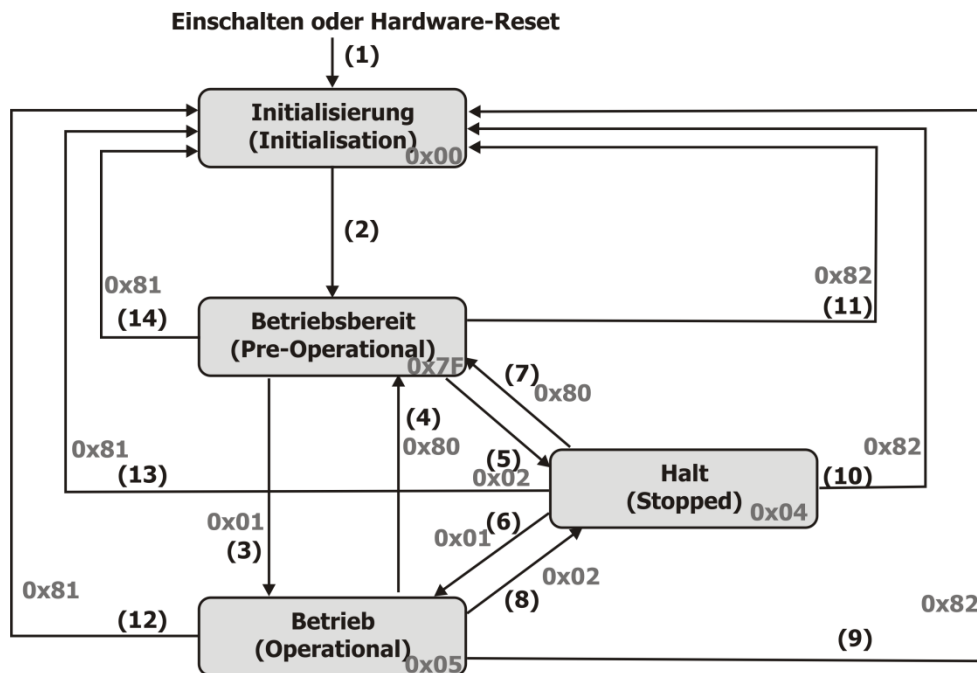 Einschalten oder Hardware-Reset
(1)
Initialisierung
(Initialisation)
0x00
(2)
0x81
0x82
(14)
(11)
Betriebsbereit
(Pre-Operational)
0x7F
(7)
0x80
(4)
0x80
(5)
0x02
0x81
(13)
0x82
(10)
Halt
(Stopped)
0x04
0x01
(3)
(6)
0x01
0x02
(8)
0x81
(12)
0x82
(9)
Betrieb
(Operational)
0x05